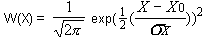 W(X) = 1/√(2π) exp(½((X − X0)/σX))²